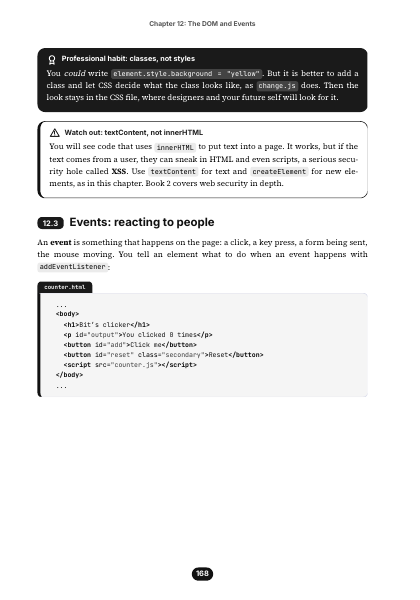 Chapter 12: The DOM and Events
Professional habit: classes, not styles
You could write element.style.background = "yellow". But it is better to add a
class and let CSS decide what the class looks like, as change.js does. Then the
look stays in the CSS file, where designers and your future self will look for it.
Watch out: textContent, not innerHTML
You will see code that uses innerHTML to put text into a page. It works, but if the
text comes from a user, they can sneak in HTML and even scripts, a serious secu-
rity hole called XSS. Use textContent for text and createElement for new ele-
ments, as in this chapter. Book 2 covers web security in depth.
12.3 Events: reacting to people
An event is something that happens on the page: a click, a key press, a form being sent,
the mouse moving. You tell an element what to do when an event happens with
addEventListener:
counter.html
...
<body>
<h1>Bit's clicker</h1>
<p id="output">You clicked 0 times</p>
<button id="add">Click me</button>
<button id="reset" class="secondary">Reset</button>
<script src="counter.js"></script>
</body>
...
168